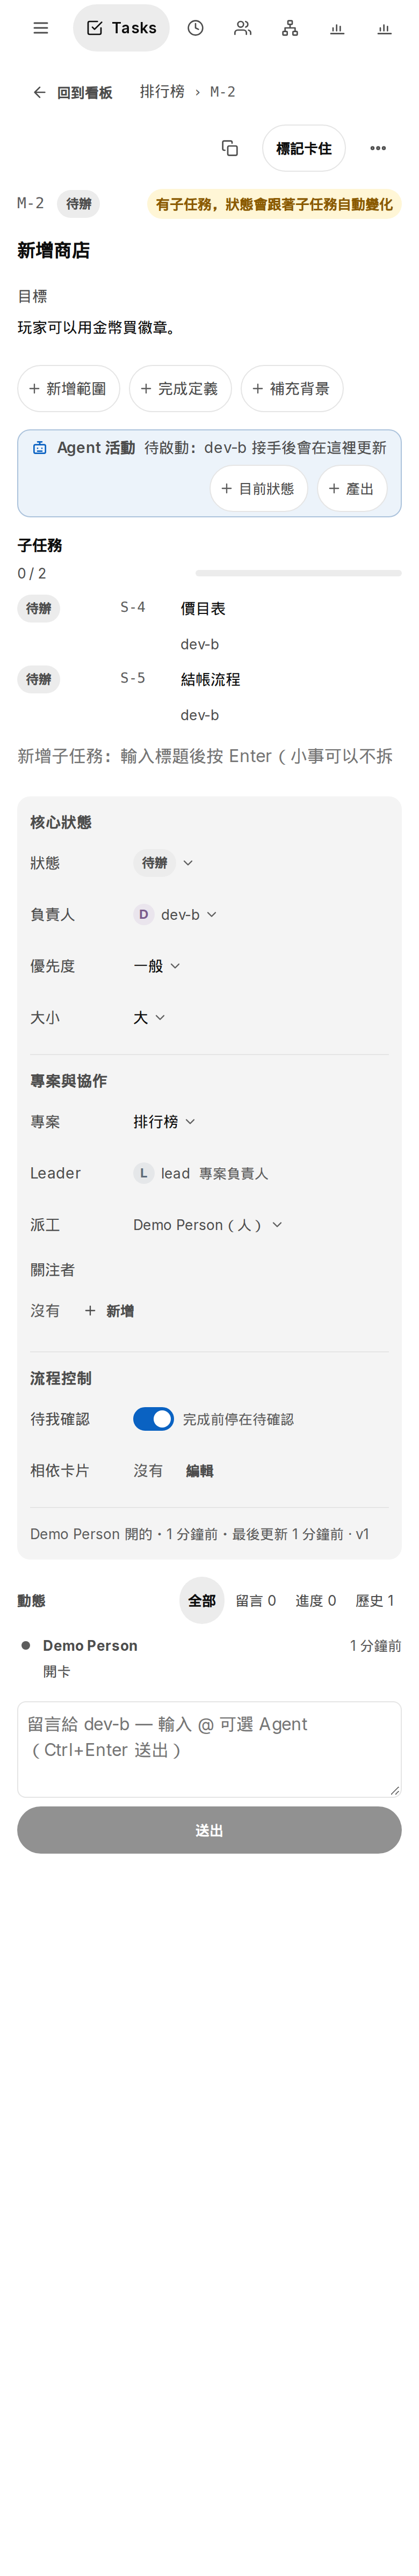 Tasks
回到看板 排行榜 › M-2
標記卡住
M-2 待辦 有子任務，狀態會跟著子任務自動變化
新增商店
目標
玩家可以用金幣買徽章。
+ 新增範圍 + 完成定義 + 補充背景
Agent 活動 待啟動：dev-b 接手後會在這裡更新
+ 目前狀態 + 產出
子任務
0 / 2
待辦 S-4 價目表
dev-b
待辦 S-5 結帳流程
dev-b
新增子任務：輸入標題後按 Enter（小事可以不拆
核心狀態
狀態 待辦
負責人 D dev-b
優先度 一般
大小 大
專案與協作
專案 排行榜
Leader L lead 專案負責人
派工 Demo Person（人）
關注者
沒有 + 新增
流程控制
待我確認 完成前停在待確認
相依卡片 沒有 編輯
Demo Person 開的・1 分鐘前・最後更新 1 分鐘前 · v1
動態 全部 留言 0 進度 0 歷史 1
Demo Person 1 分鐘前
開卡
留言給 dev-b — 輸入 @ 可選 Agent
（Ctrl+Enter 送出）
送出